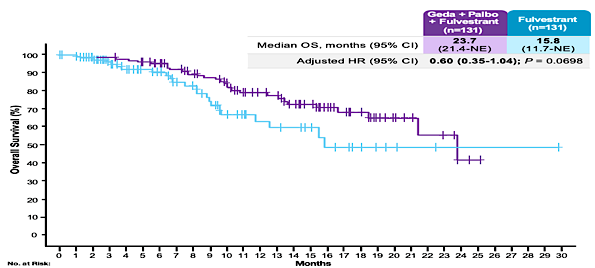 Geda + Palbo
+ Fulvestrant
(n=131)
Fulvestrant
(n=131)
Median OS, months (95% CI)
23.7
(21.4-NE)
15.8
(11.7-NE)
Adjusted HR (95% CI)
0.60 (0.35-1.04); P = 0.0698
Overall Survival (%)
100
90
80
70
60
50
40
30
20
10
0
0 1 2 3 4 5 6 7 8 9 10 11 12 13 14 15 16 17 18 19 20 21 22 23 24 25 26 27 28 29 30
No. at Risk:
Months